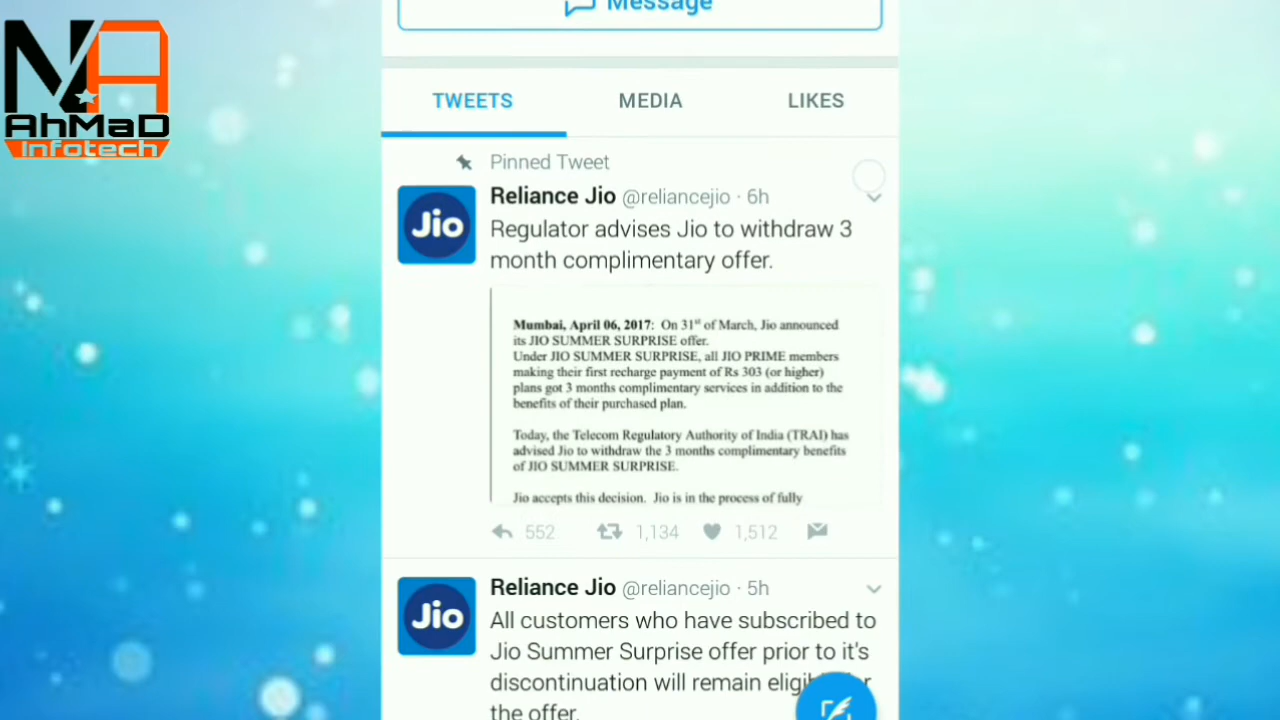 NA
AhMaD
Infotech
Message
TWEETS MEDIA LIKES
Pinned Tweet
Reliance Jio @reliancejio · 6h
Jio
Regulator advises Jio to withdraw 3
month complimentary offer.
Mumbai, April 06, 2017: On 31st of March, Jio announced
its JIO SUMMER SURPRISE offer.
Under JIO SUMMER SURPRISE, all JIO PRIME members
making their first recharge payment of Rs 303 (or higher)
plans got 3 months complimentary services in addition to the
benefits of their purchased plan.
Today, the Telecom Regulatory Authority of India (TRAI) has
advised Jio to withdraw the 3 months complimentary benefits
of JIO SUMMER SURPRISE.
Jio accepts this decision. Jio is in the process of fully
552 1,134 1,512
Reliance Jio @reliancejio · 5h
Jio
All customers who have subscribed to
Jio Summer Surprise offer prior to it's
discontinuation will remain
the offer.